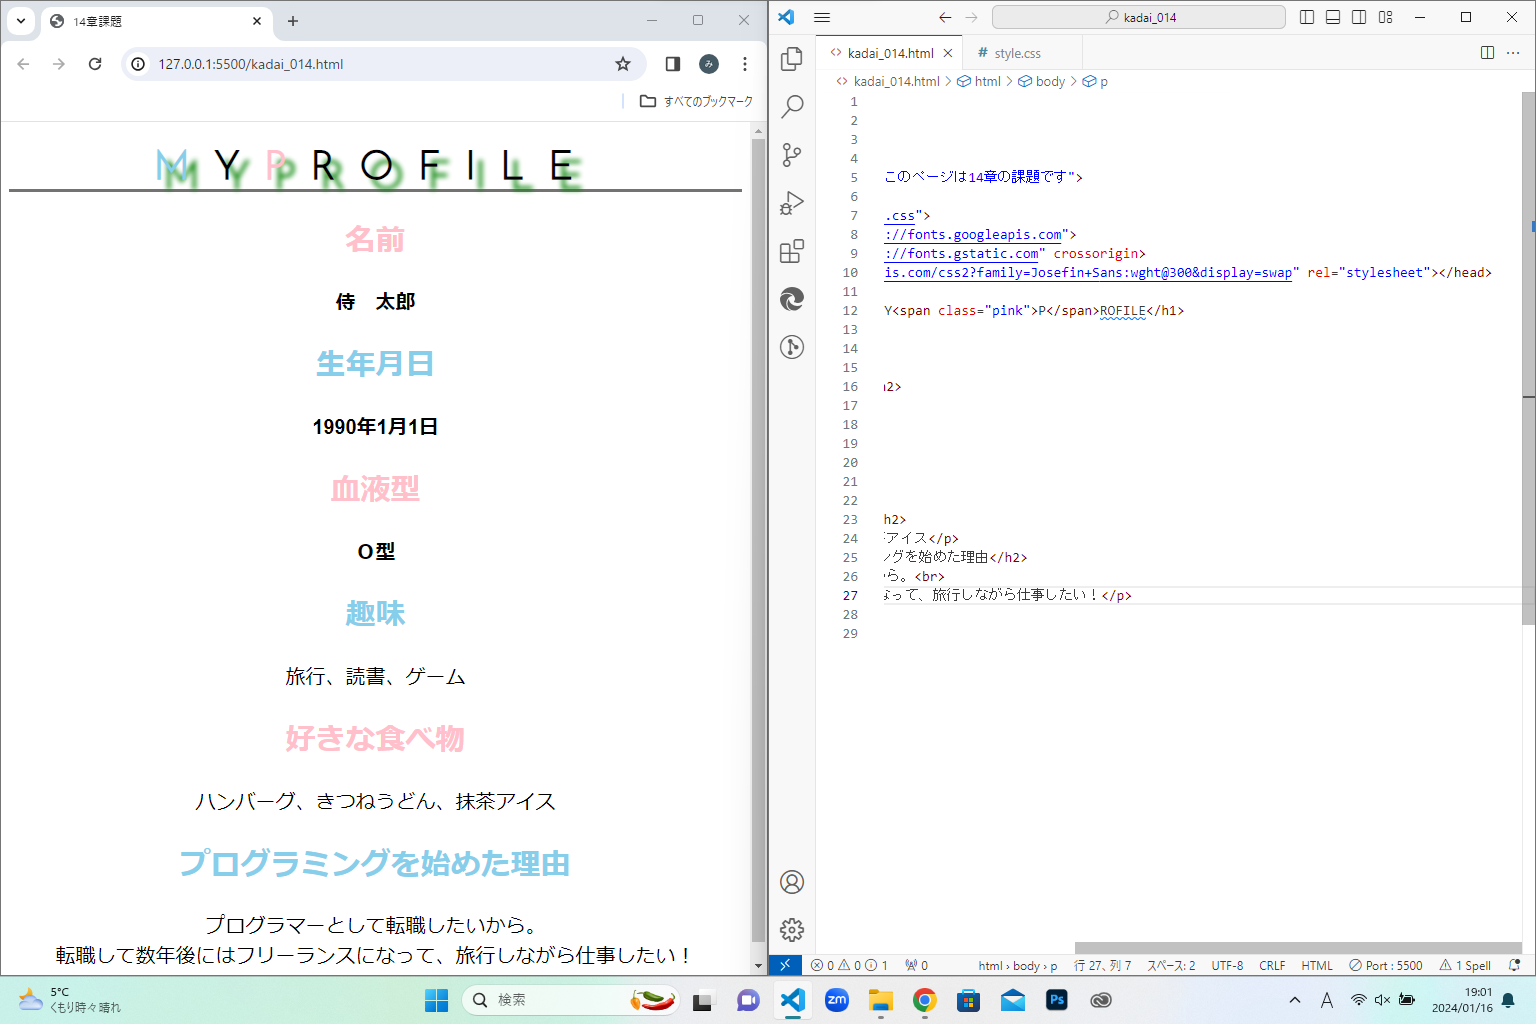 14章課題
127.0.0.1:5500/kadai_014.html
み
すべてのブックマーク
MYPROFILE
名前
侍　太郎
生年月日
1990年1月1日
血液型
O型
趣味
旅行、読書、ゲーム
好きな食べ物
ハンバーグ、きつねうどん、抹茶アイス
プログラミングを始めた理由
プログラマーとして転職したいから。
転職して数年後にはフリーランスになって、旅行しながら仕事したい！
kadai_014
kadai_014.html
style.css
kadai_014.html > html > body > p
1
2
3
4
5 このページは14章の課題です">
6
7 .css">
8 ://fonts.googleapis.com">
9 ://fonts.gstatic.com" crossorigin>
10 is.com/css2?family=Josefin+Sans:wght@300&display=swap" rel="stylesheet"></head>
11
12 Y<span class="pink">P</span>ROFILE</h1>
13
14
15
16 h2>
17
18
19
20
21
22
23 h2>
24 アイス</p>
25 ングを始めた理由</h2>
26 ら。<br>
27 なって、旅行しながら仕事したい！</p>
28
29
0 0 1 0 html › body › p 行 27、列 7 スペース: 2 UTF-8 CRLF HTML Port : 5500 1 Spell
5°C
くもり時々晴れ
検索
zm
Ps
A
19:01
2024/01/16